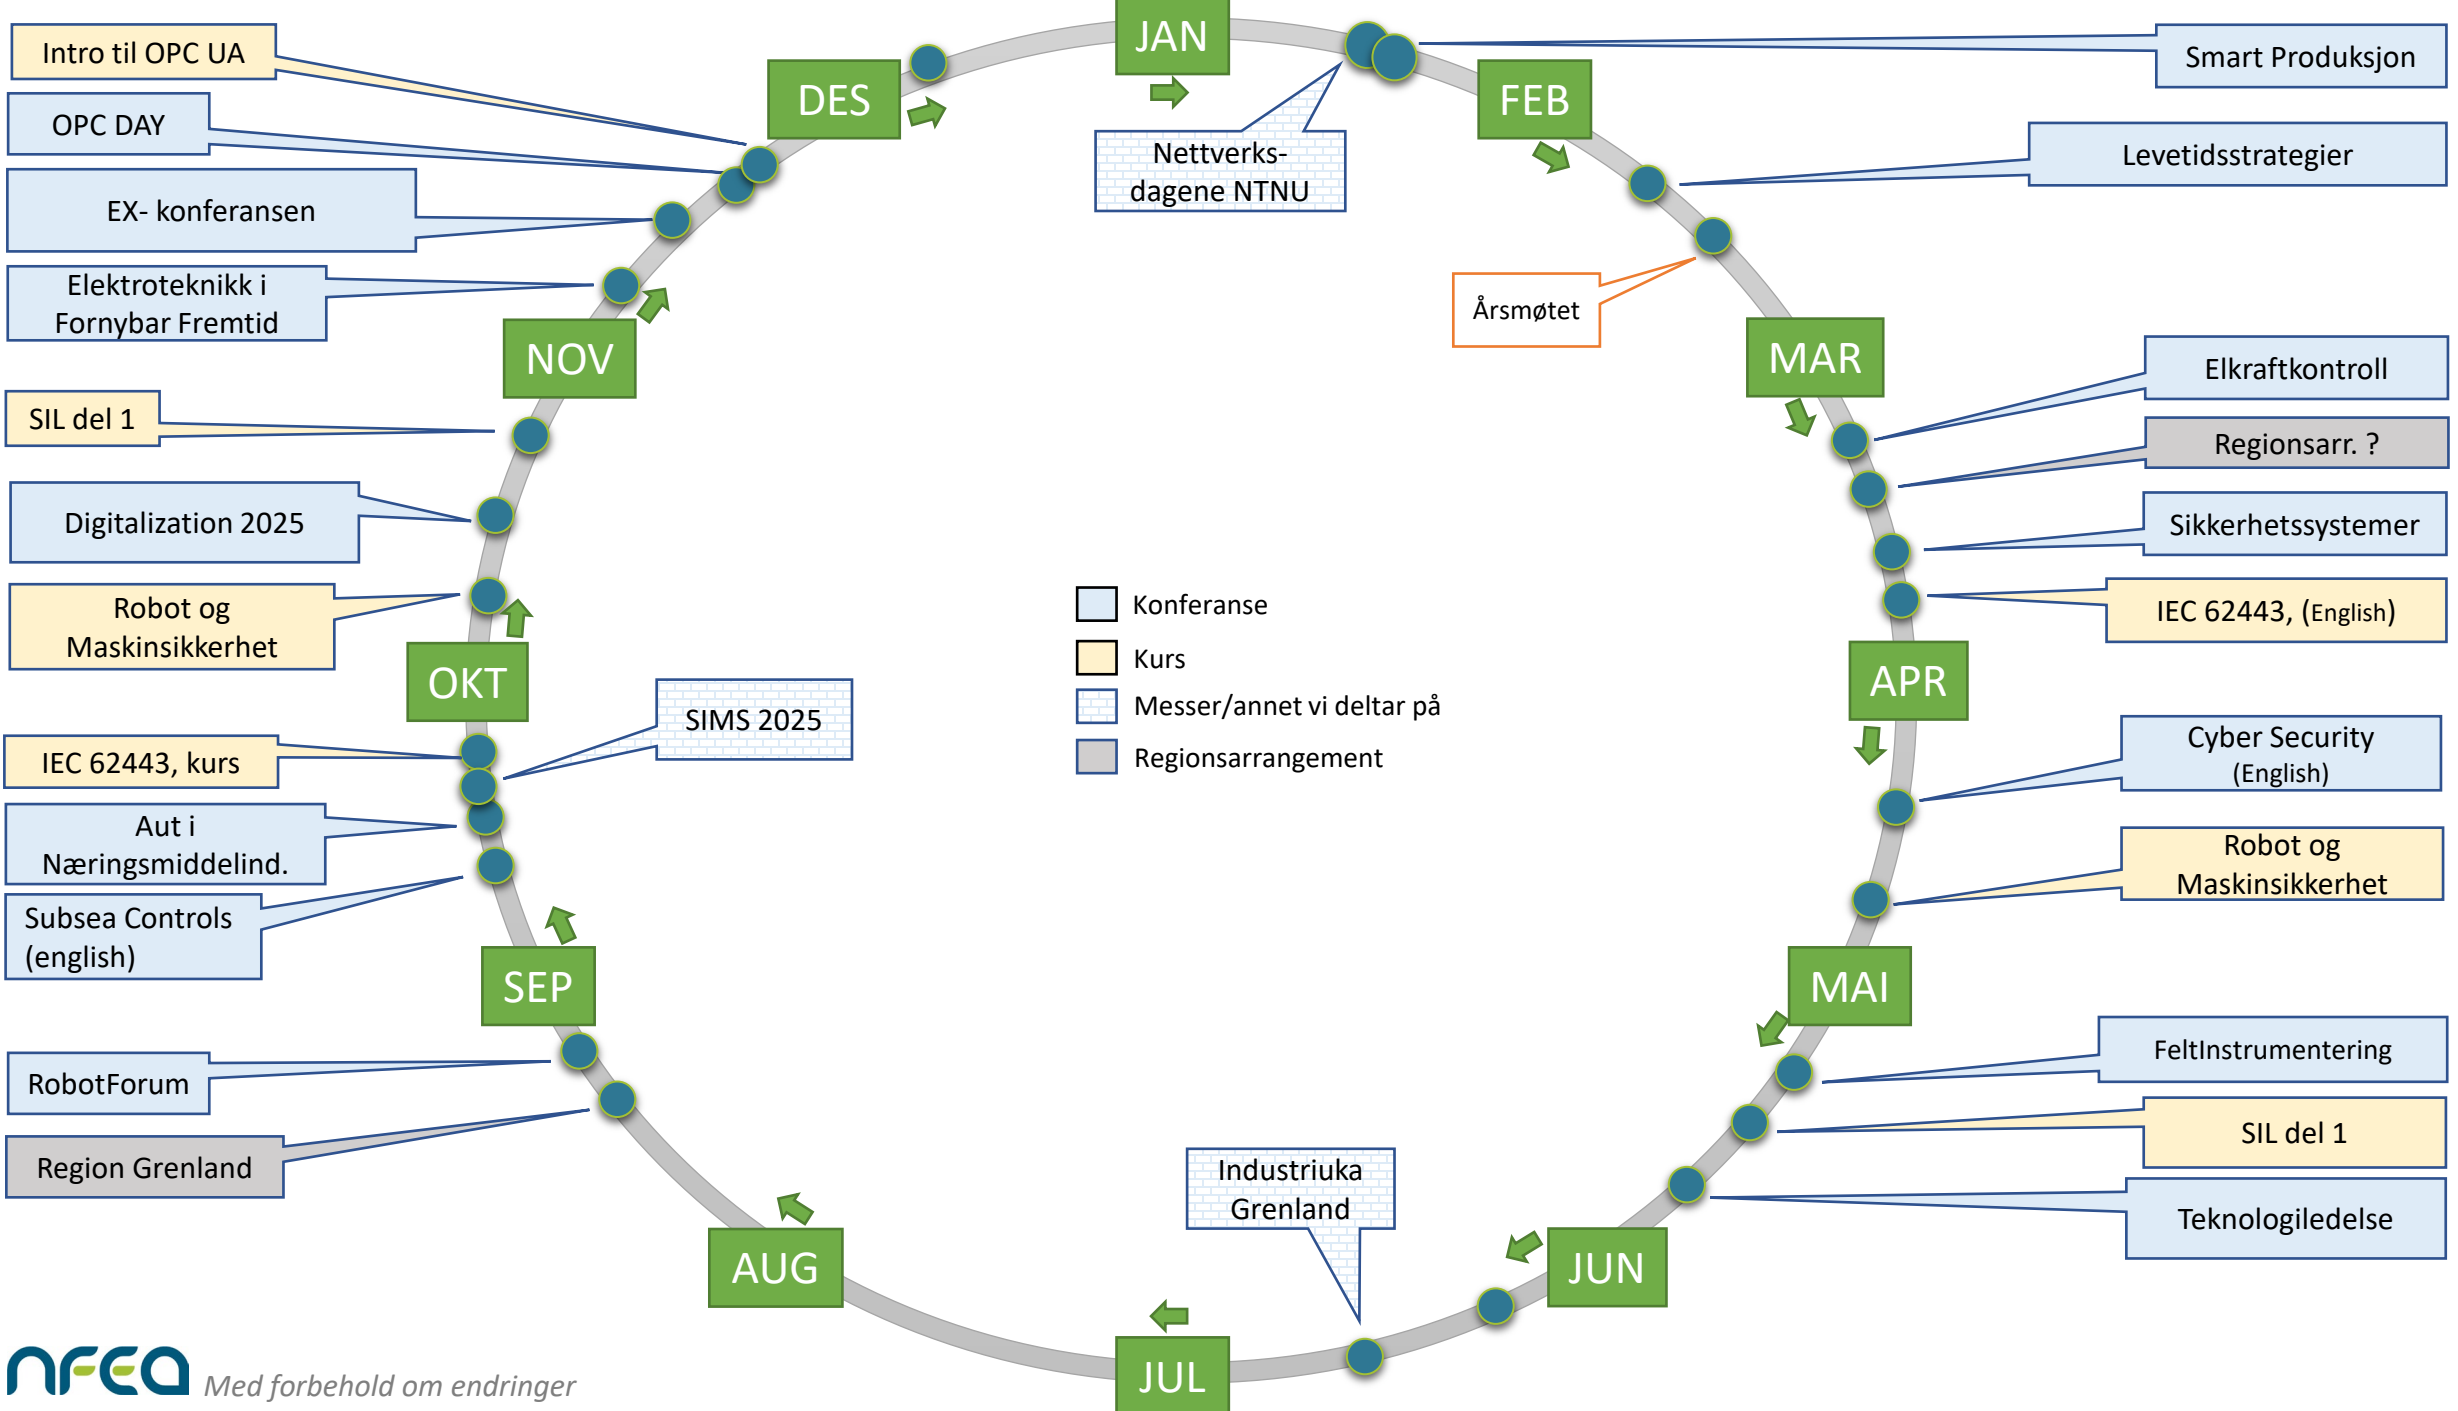 JAN
FEB
MAR
APR
MAI
JUN
JUL
AUG
SEP
OKT
NOV
DES
Nettverks-
dagene NTNU
Smart Produksjon
Levetidsstrategier
Årsmøtet
Elkraftkontroll
Regionsarr. ?
Sikkerhetssystemer
IEC 62443, (English)
Cyber Security
(English)
Robot og
Maskinsikkerhet
FeltInstrumentering
SIL del 1
Teknologiledelse
Industriuka
Grenland
Region Grenland
RobotForum
Subsea Controls
(english)
Aut i
Næringsmiddelind.
SIMS 2025
IEC 62443, kurs
Robot og
Maskinsikkerhet
Digitalization 2025
SIL del 1
Elektroteknikk i
Fornybar Fremtid
EX- konferansen
OPC DAY
Intro til OPC UA
Konferanse
Kurs
Messer/annet vi deltar på
Regionsarrangement
nfea
Med forbehold om endringer